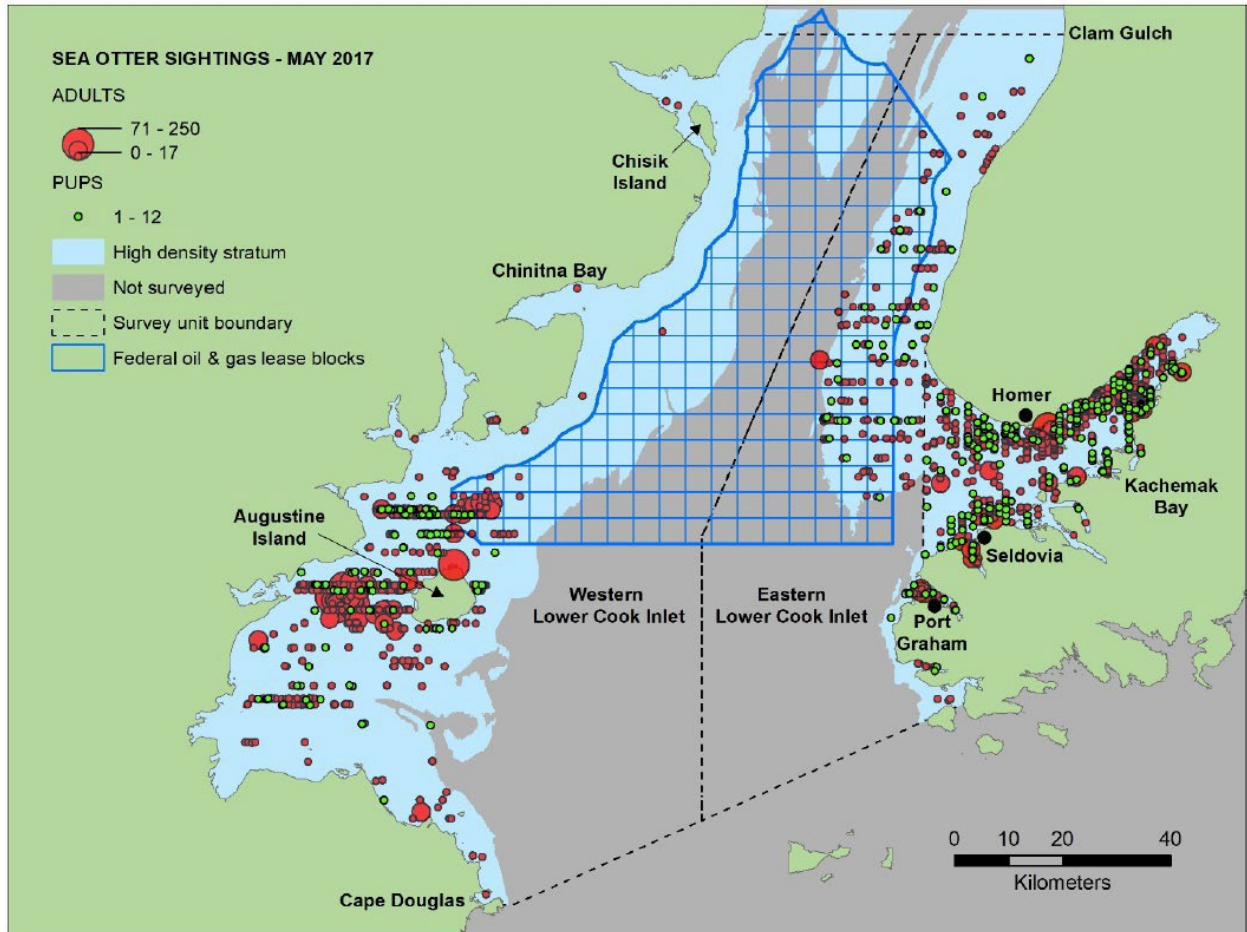 SEA OTTER SIGHTINGS - MAY 2017
ADULTS
71 - 250
0 - 17
PUPS
1 - 12
High density stratum
Not surveyed
Survey unit boundary
Federal oil & gas lease blocks
Clam Gulch
Chisik
Island
Chinitna Bay
Homer
Kachemak
Bay
Augustine
Island
Seldovia
Western
Lower Cook Inlet
Eastern
Lower Cook Inlet
Port
Graham
Cape Douglas
0 10 20 40
Kilometers